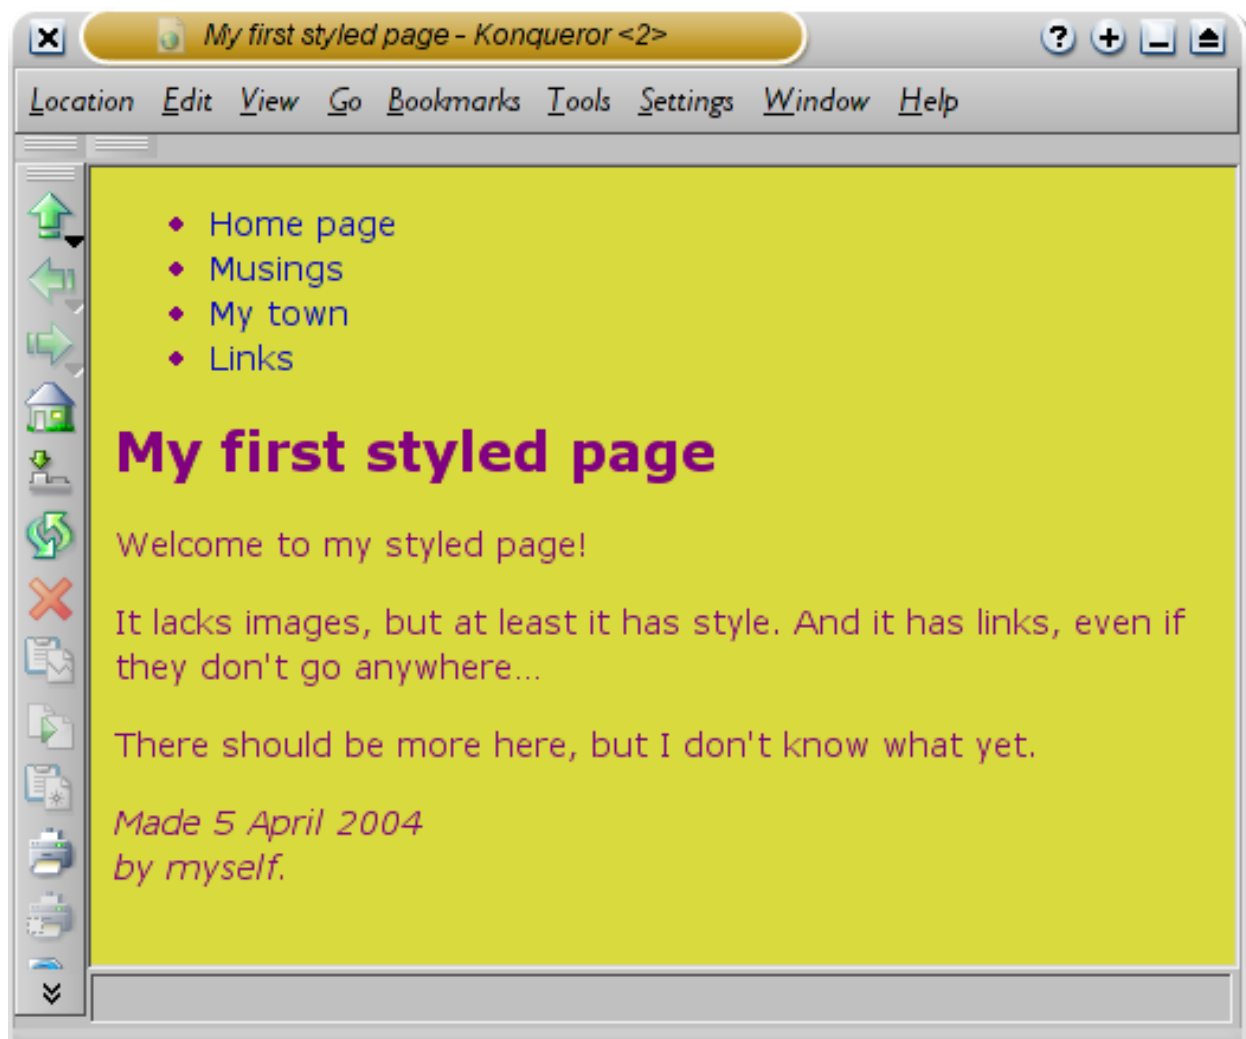 My first styled page - Konqueror <2>
Location Edit View Go Bookmarks Tools Settings Window Help
Home page
Musings
My town
Links
My first styled page
Welcome to my styled page!
It lacks images, but at least it has style. And it has links, even if
they don't go anywhere...
There should be more here, but I don't know what yet.
Made 5 April 2004
by myself.